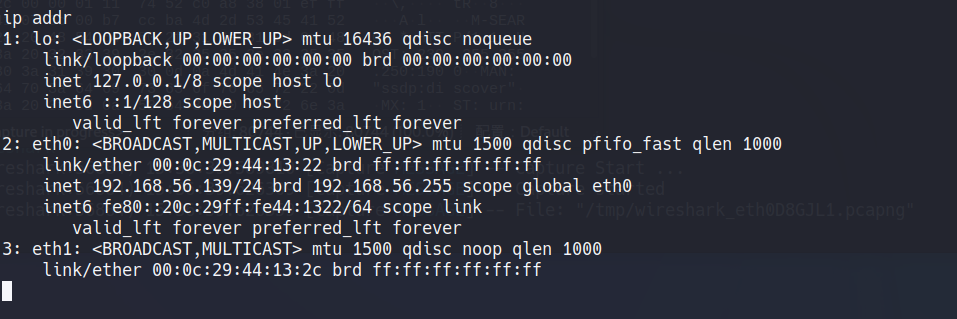 ip addr
1: lo: <LOOPBACK,UP,LOWER_UP> mtu 16436 qdisc noqueue
link/loopback 00:00:00:00:00:00 brd 00:00:00:00:00:00
inet 127.0.0.1/8 scope host lo
inet6 ::1/128 scope host
valid_lft forever preferred_lft forever
2: eth0: <BROADCAST,MULTICAST,UP,LOWER_UP> mtu 1500 qdisc pfifo_fast qlen 1000
link/ether 00:0c:29:44:13:22 brd ff:ff:ff:ff:ff:ff
inet 192.168.56.139/24 brd 192.168.56.255 scope global eth0
inet6 fe80::20c:29ff:fe44:1322/64 scope link
valid_lft forever preferred_lft forever
3: eth1: <BROADCAST,MULTICAST> mtu 1500 qdisc noop qlen 1000
link/ether 00:0c:29:44:13:2c brd ff:ff:ff:ff:ff:ff